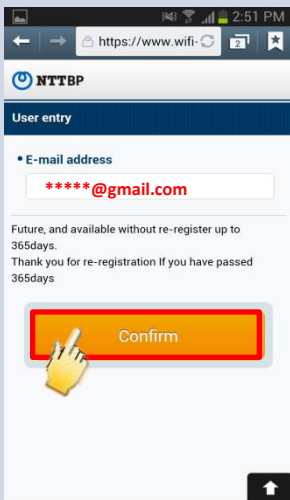 2:51 PM
https://www.wifi- 2
NTTBP
User entry
• E-mail address
*****@gmail.com
Future, and available without re-register up to
365days.
Thank you for re-registration If you have passed
365days
Confirm